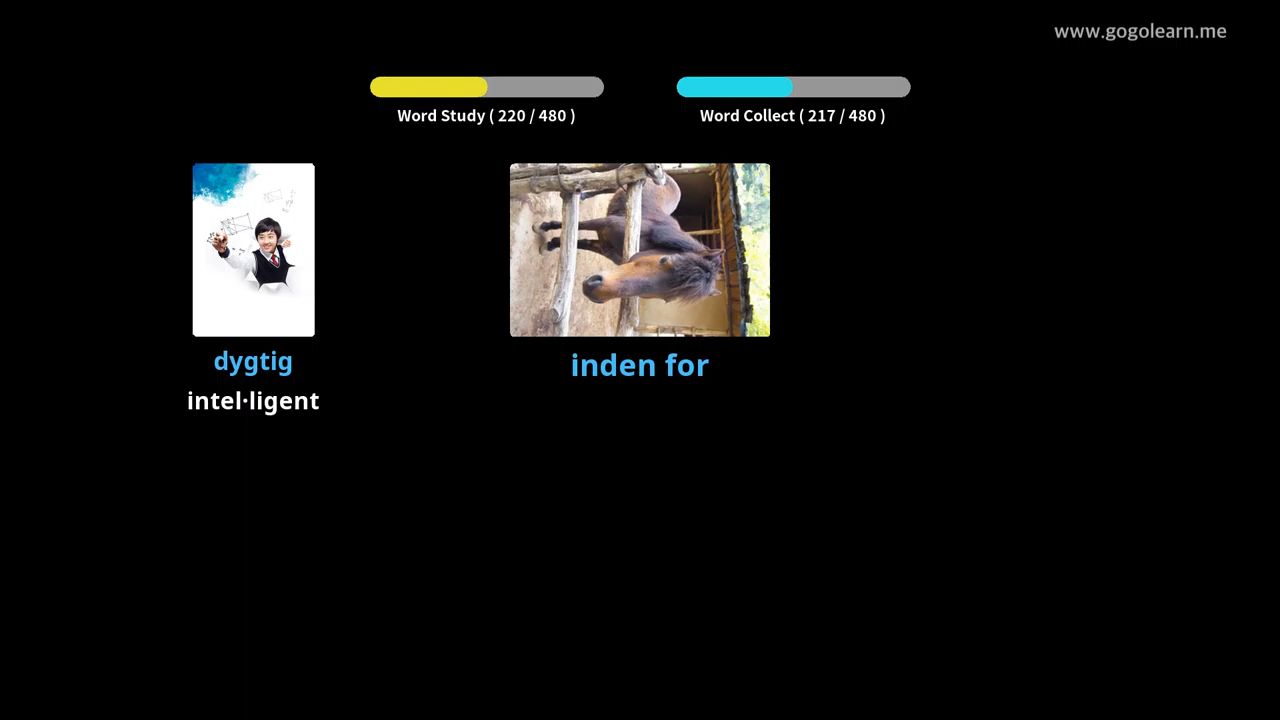 www.gogolearn.me
Word Study ( 220 / 480 )
Word Collect ( 217 / 480 )
dygtig
intel·ligent
inden for